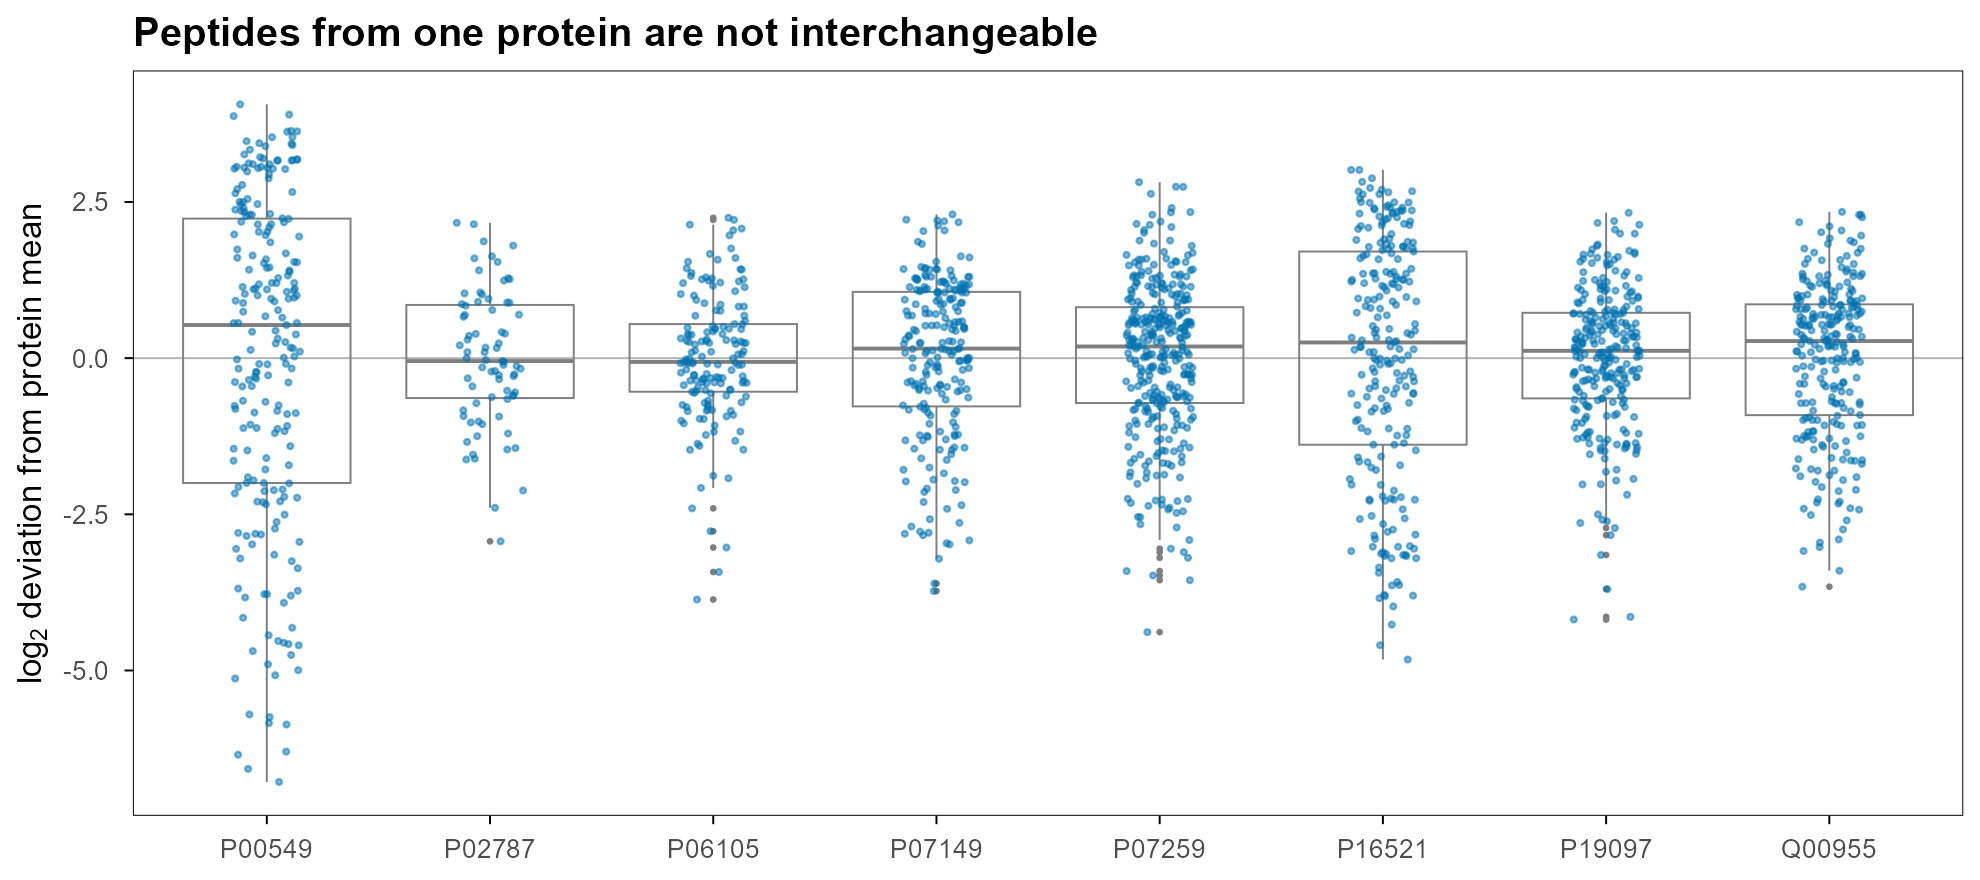 Peptides from one protein are not interchangeable
log2 deviation from protein mean
2.5
0.0
-2.5
-5.0
P00549 P02787 P06105 P07149 P07259 P16521 P19097 Q00955